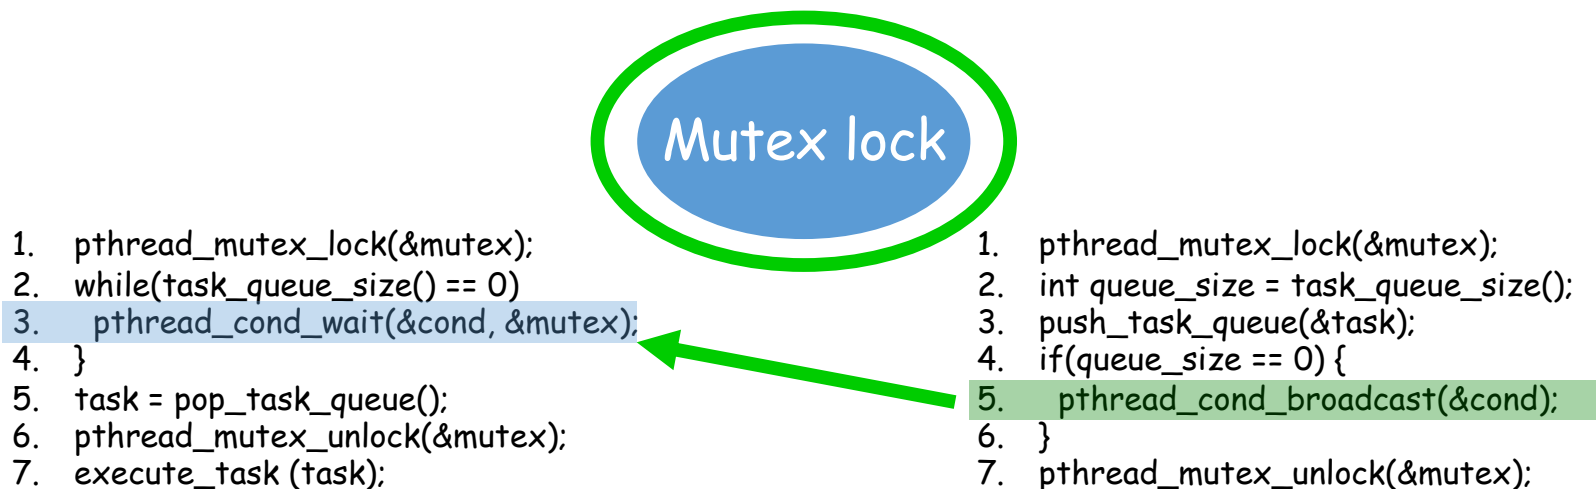 Mutex lock
1. pthread_mutex_lock(&mutex);
2. while(task_queue_size() == 0)
3. pthread_cond_wait(&cond, &mutex);
4. }
5. task = pop_task_queue();
6. pthread_mutex_unlock(&mutex);
7. execute_task (task);
1. pthread_mutex_lock(&mutex);
2. int queue_size = task_queue_size();
3. push_task_queue(&task);
4. if(queue_size == 0) {
5. pthread_cond_broadcast(&cond);
6. }
7. pthread_mutex_unlock(&mutex);